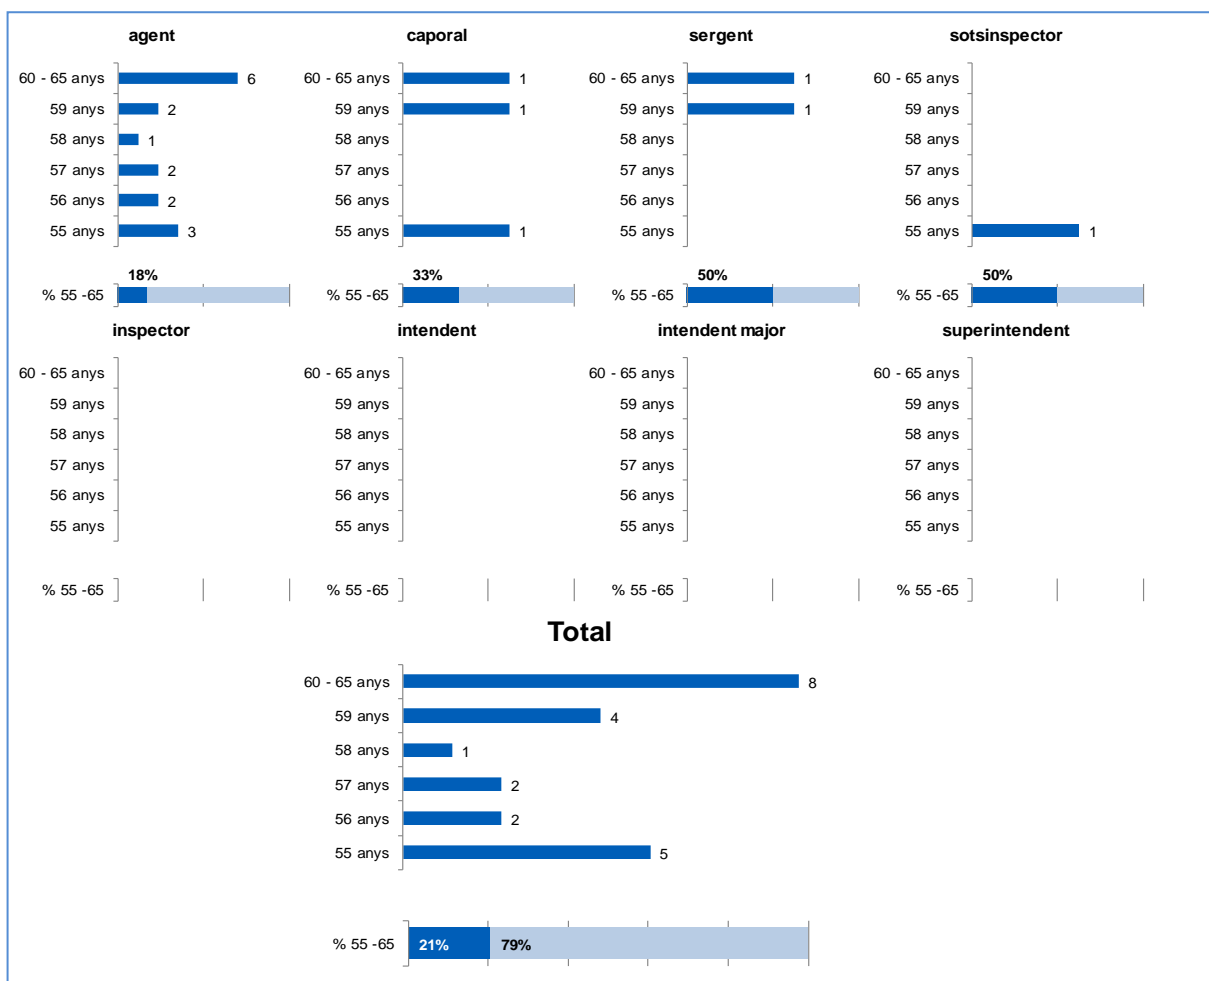 agent
60 - 65 anys 6
59 anys 2
58 anys 1
57 anys 2
56 anys 2
55 anys 3
18%
% 55 -65
caporal
60 - 65 anys 1
59 anys 1
58 anys
57 anys
56 anys
55 anys 1
33%
% 55 -65
sergent
60 - 65 anys 1
59 anys 1
58 anys
57 anys
56 anys
55 anys
50%
% 55 -65
sotsinspector
60 - 65 anys
59 anys
58 anys
57 anys
56 anys
55 anys 1
50%
% 55 -65
inspector
60 - 65 anys
59 anys
58 anys
57 anys
56 anys
55 anys
% 55 -65
intendent
60 - 65 anys
59 anys
58 anys
57 anys
56 anys
55 anys
% 55 -65
intendent major
60 - 65 anys
59 anys
58 anys
57 anys
56 anys
55 anys
% 55 -65
superintendent
60 - 65 anys
59 anys
58 anys
57 anys
56 anys
55 anys
% 55 -65
Total
60 - 65 anys 8
59 anys 4
58 anys 1
57 anys 2
56 anys 2
55 anys 5
% 55 -65 21% 79%